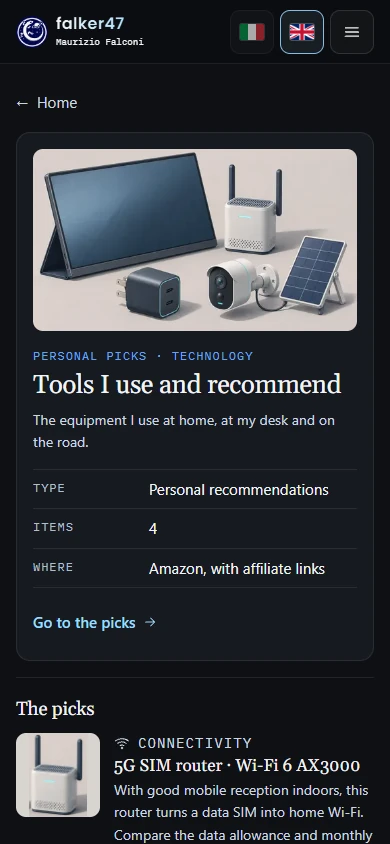 falker47
Maurizio Falconi
← Home
PERSONAL PICKS · TECHNOLOGY
Tools I use and recommend
The equipment I use at home, at my desk and on
the road.
TYPE Personal recommendations
ITEMS 4
WHERE Amazon, with affiliate links
Go to the picks →
The picks
CONNECTIVITY
5G SIM router · Wi-Fi 6 AX3000
With good mobile reception indoors, this
router turns a data SIM into home Wi-Fi.
Compare the data allowance and monthly